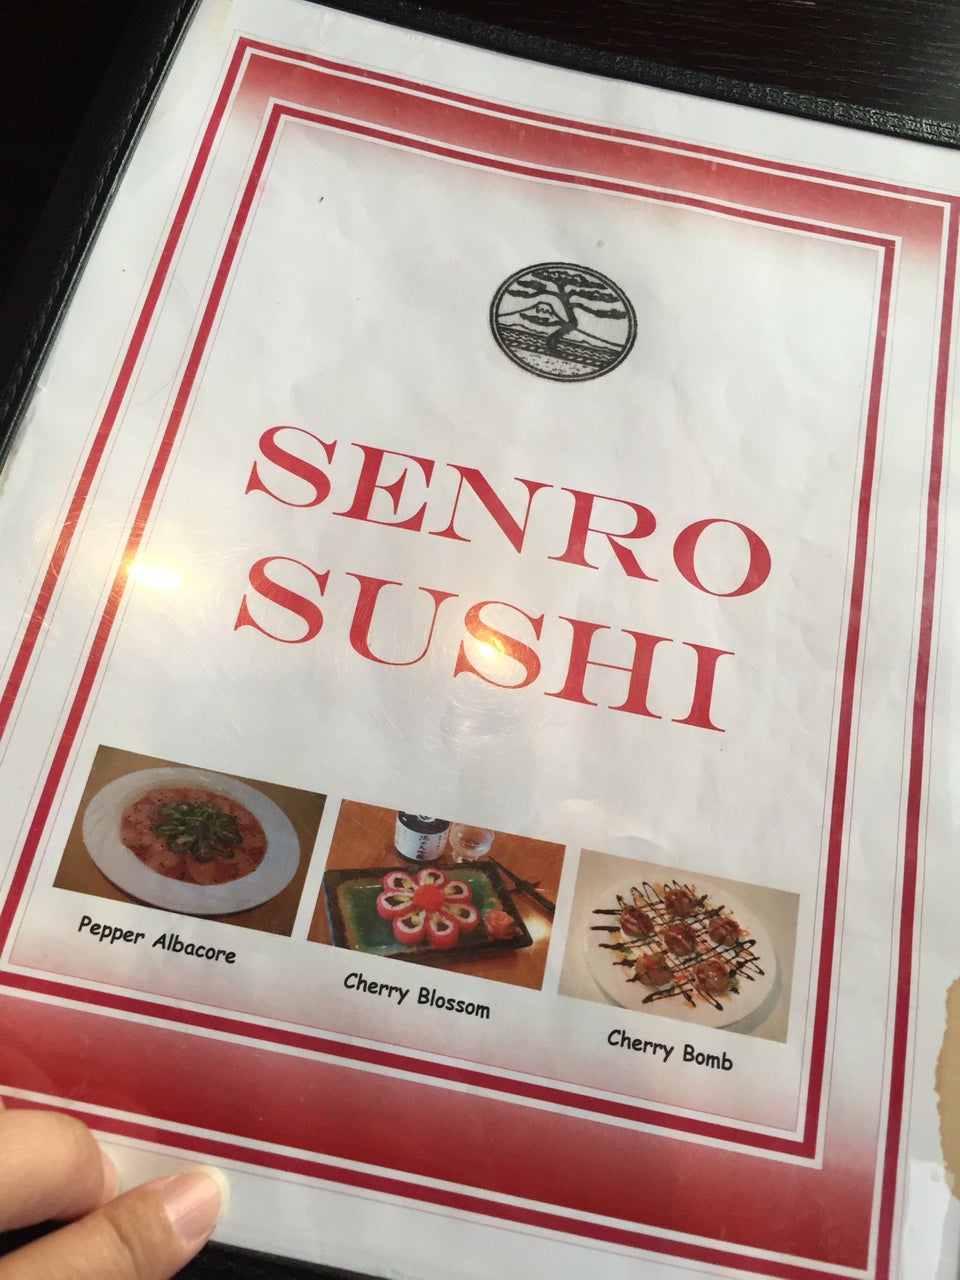 SENRO
SUSHI
Pepper Albacore
Cherry Blossom
Cherry Bomb